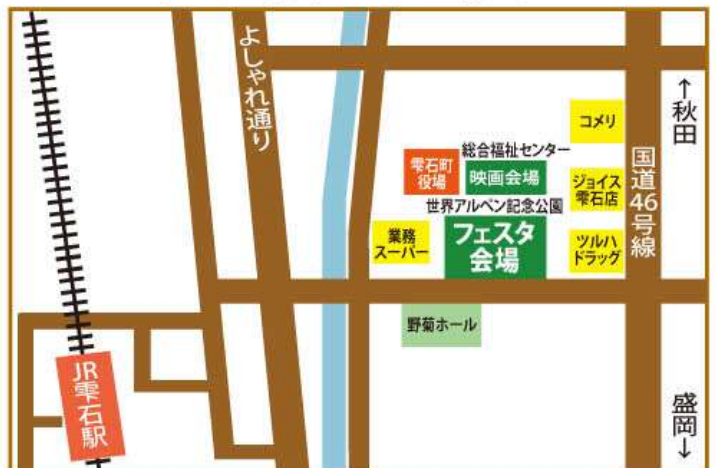 よしゃれ通り
↑秋田
コメリ
国道46号線
総合福祉センター
雫石町
役場
映画会場
ジョイス
雫石店
世界アルペン記念公園
業務
スーパー
フェスタ
会場
ツルハ
ドラッグ
野菊ホール
JR雫石駅
盛岡↓